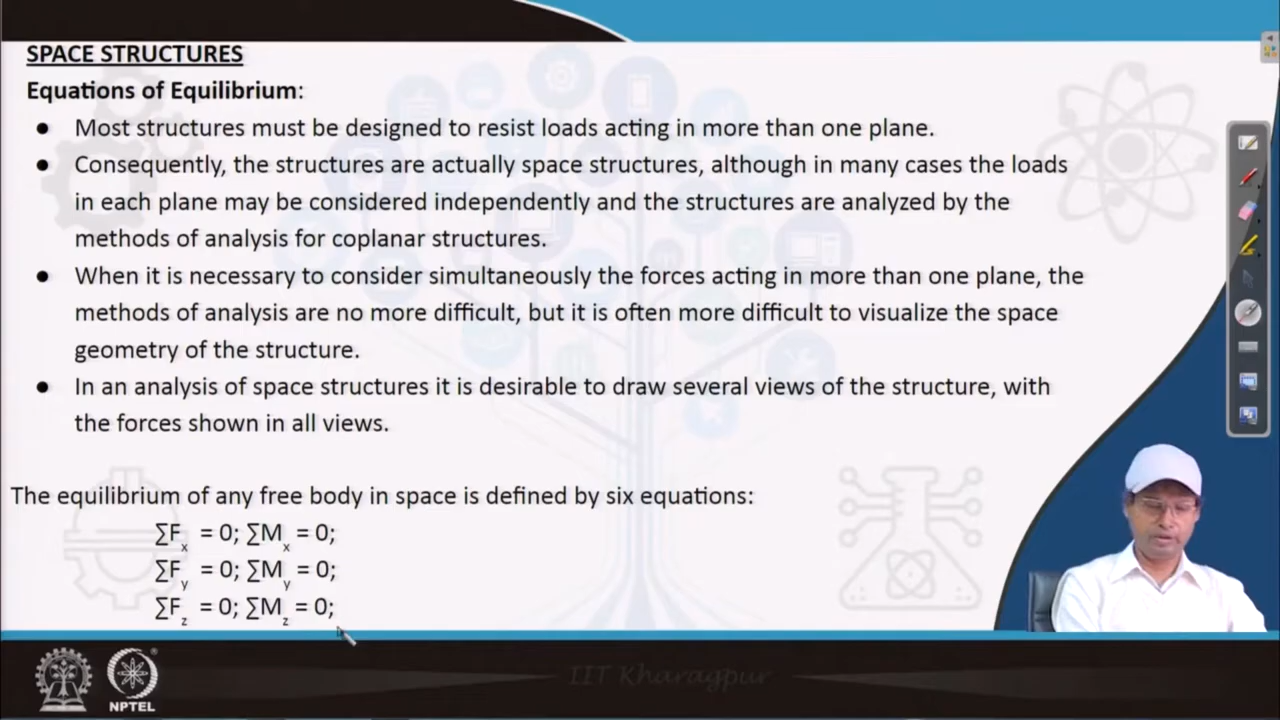 SPACE STRUCTURES
Equations of Equilibrium:
● Most structures must be designed to resist loads acting in more than one plane.
● Consequently, the structures are actually space structures, although in many cases the loads
in each plane may be considered independently and the structures are analyzed by the
methods of analysis for coplanar structures.
● When it is necessary to consider simultaneously the forces acting in more than one plane, the
methods of analysis are no more difficult, but it is often more difficult to visualize the space
geometry of the structure.
● In an analysis of space structures it is desirable to draw several views of the structure, with
the forces shown in all views.
The equilibrium of any free body in space is defined by six equations:
∑Fₓ = 0; ∑Mₓ = 0;
∑Fy = 0; ∑My = 0;
∑Fz = 0; ∑Mz = 0;
IIT Kharagpur
NPTEL